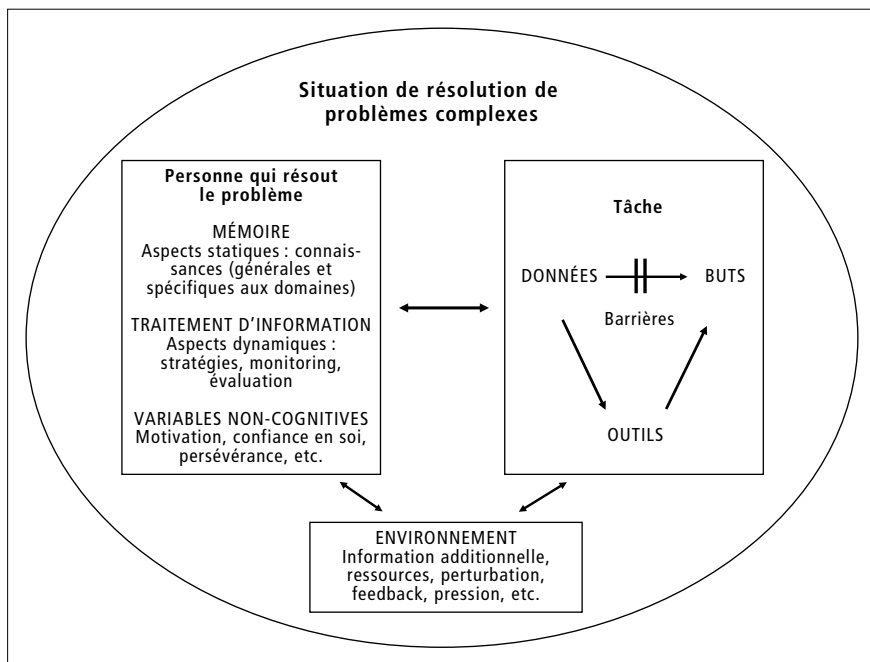 Situation de résolution de
problèmes complexes
Personne qui résout
le problème
MÉMOIRE
Aspects statiques : connais-
sances (générales et
spécifiques aux domaines)
TRAITEMENT D'INFORMATION
Aspects dynamiques :
stratégies, monitoring,
évaluation
VARIABLES NON-COGNITIVES
Motivation, confiance en soi,
persévérance, etc.
Tâche
DONNÉES
BUTS
Barrières
OUTILS
ENVIRONNEMENT
Information additionnelle,
ressources, perturbation,
feedback, pression, etc.